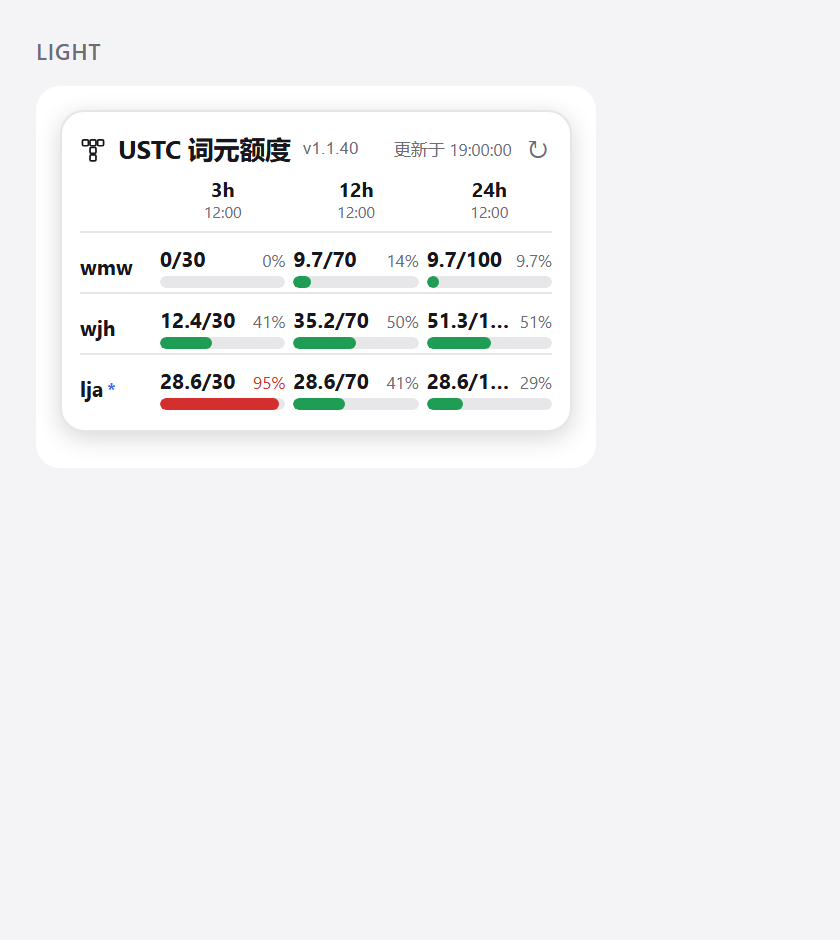 LIGHT
USTC 词元额度 v1.1.40 更新于 19:00:00
3h 12h 24h
12:00 12:00 12:00
wmw 0/30 0% 9.7/70 14% 9.7/100 9.7%
wjh 12.4/30 41% 35.2/70 50% 51.3/1... 51%
lja * 28.6/30 95% 28.6/70 41% 28.6/1... 29%